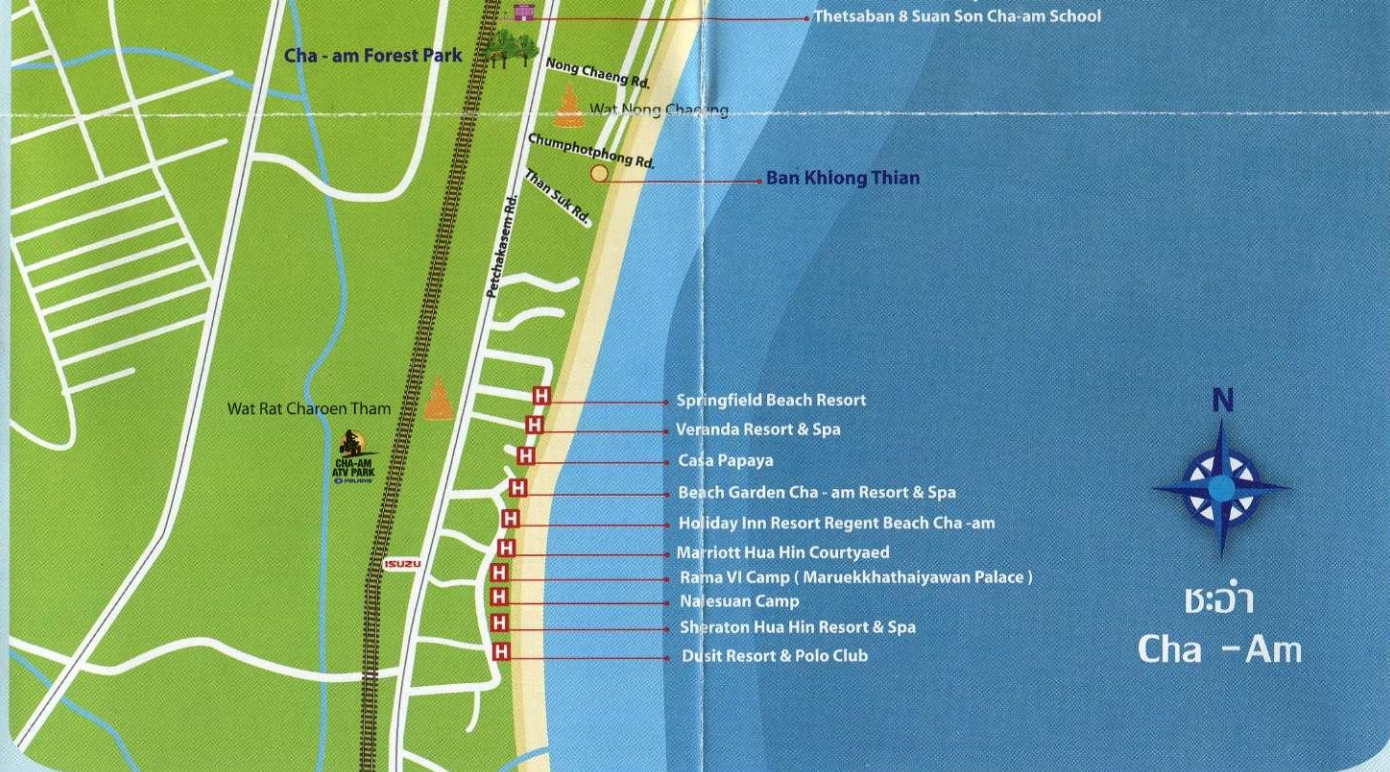 Thetsaban 8 Suan Son Cha-am School
Cha - am Forest Park
Nong Chaeng Rd.
Wat Nong Chaeng
Chumphotphong Rd.
Ban Khlong Thian
Than Suk Rd.
Petchakasem Rd.
Springfield Beach Resort
Wat Rat Charoen Tham
Veranda Resort & Spa
CHA-AM
ATV PARK
POLARIS
Casa Papaya
Beach Garden Cha - am Resort & Spa
Holiday Inn Resort Regent Beach Cha -am
Marriott Hua Hin Courtyaed
ISUZU
Rama VI Camp ( Maruekkhathaiyawan Palace )
Nalesuan Camp
Sheraton Hua Hin Resort & Spa
Dusit Resort & Polo Club
H
H
H
H
H
H
H
H
H
H
N
ชะอำ
Cha – Am